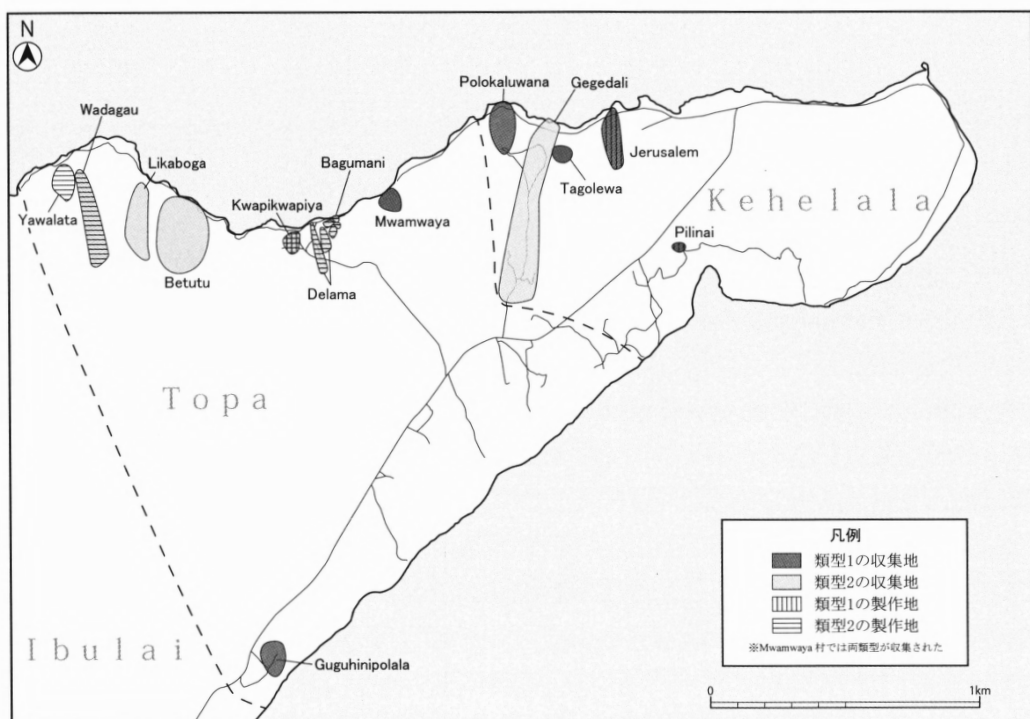 N
Polokaluwana
Gegedali
Wadagau
Likaboga
Bagumani
Jerusalem
Kwapikwapiya
Tagolewa
Yawalata
Mwamwaya
Kehelala
Pilinai
Betutu
Delama
Topa
凡例
類型1の収集地
類型2の収集地
類型1の製作地
類型2の製作地
※Mwamwaya村では両類型が収集された
Ibulai
Guguhinipolala
0 1km